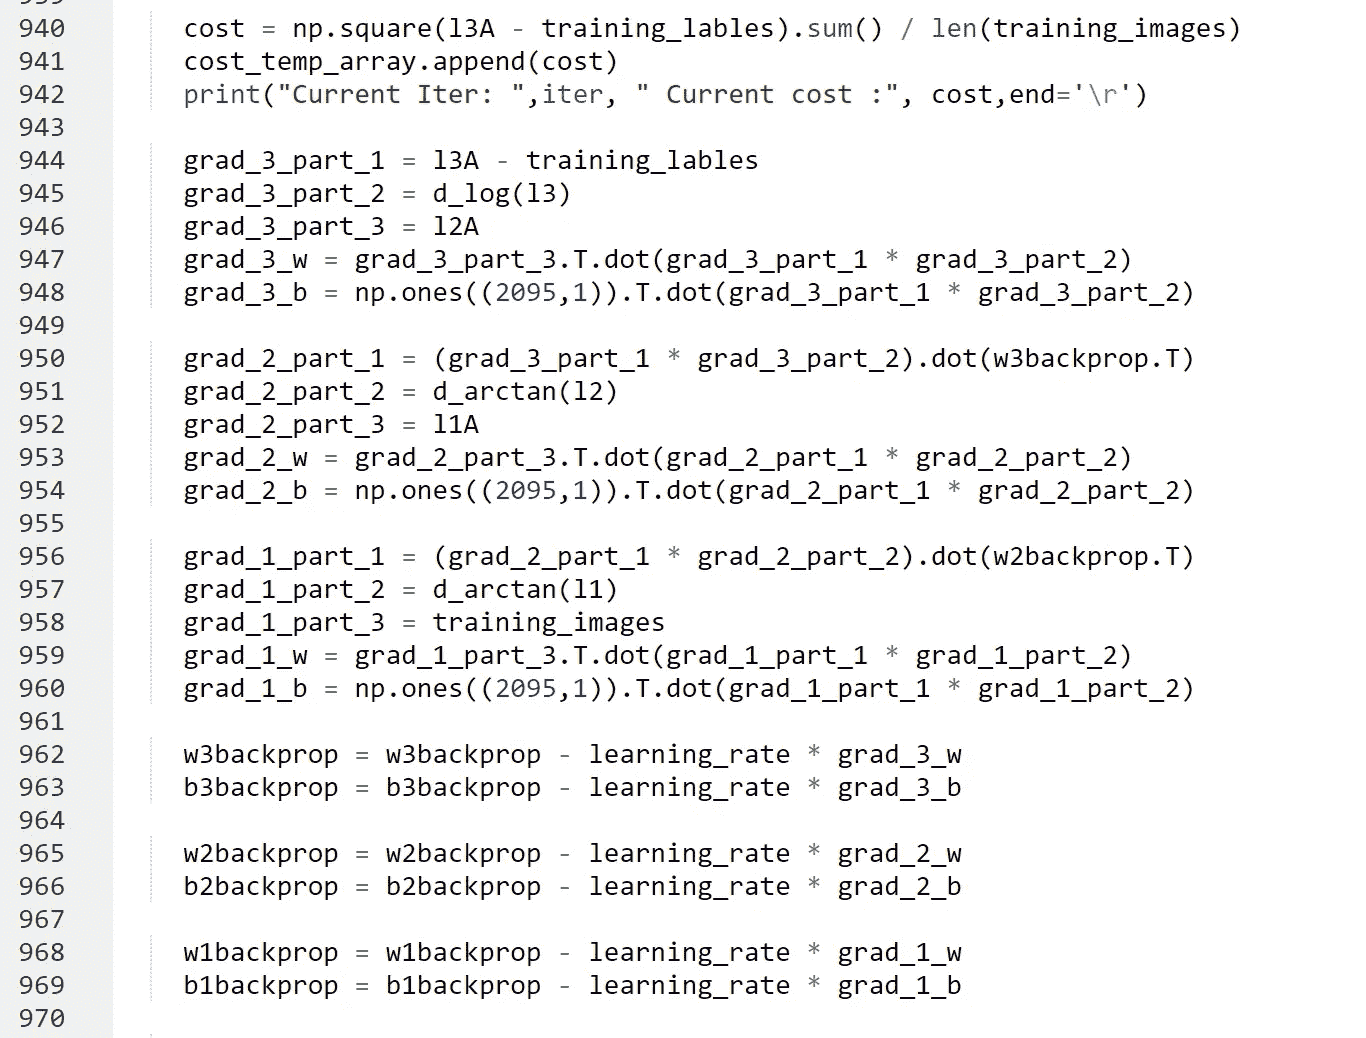 940 cost = np.square(l3A - training_lables).sum() / len(training_images)
941 cost_temp_array.append(cost)
942 print("Current Iter: ",iter, " Current cost :", cost,end='\r')
943
944 grad_3_part_1 = l3A - training_lables
945 grad_3_part_2 = d_log(l3)
946 grad_3_part_3 = l2A
947 grad_3_w = grad_3_part_3.T.dot(grad_3_part_1 * grad_3_part_2)
948 grad_3_b = np.ones((2095,1)).T.dot(grad_3_part_1 * grad_3_part_2)
949
950 grad_2_part_1 = (grad_3_part_1 * grad_3_part_2).dot(w3backprop.T)
951 grad_2_part_2 = d_arctan(l2)
952 grad_2_part_3 = l1A
953 grad_2_w = grad_2_part_3.T.dot(grad_2_part_1 * grad_2_part_2)
954 grad_2_b = np.ones((2095,1)).T.dot(grad_2_part_1 * grad_2_part_2)
955
956 grad_1_part_1 = (grad_2_part_1 * grad_2_part_2).dot(w2backprop.T)
957 grad_1_part_2 = d_arctan(l1)
958 grad_1_part_3 = training_images
959 grad_1_w = grad_1_part_3.T.dot(grad_1_part_1 * grad_1_part_2)
960 grad_1_b = np.ones((2095,1)).T.dot(grad_1_part_1 * grad_1_part_2)
961
962 w3backprop = w3backprop - learning_rate * grad_3_w
963 b3backprop = b3backprop - learning_rate * grad_3_b
964
965 w2backprop = w2backprop - learning_rate * grad_2_w
966 b2backprop = b2backprop - learning_rate * grad_2_b
967
968 w1backprop = w1backprop - learning_rate * grad_1_w
969 b1backprop = b1backprop - learning_rate * grad_1_b
970